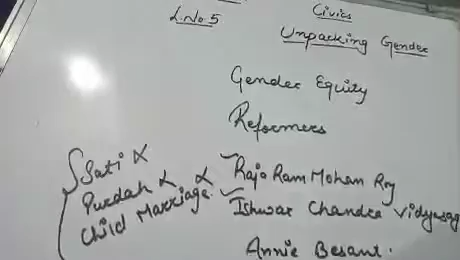 L.No.5
Civics
Unpacking Gender
Gender Equity
Reformers
Sati
Purdah
Child Marriage.
Raja Ram Mohan Roy
Ishwar Chandra Vidyasag
Annie Besant.